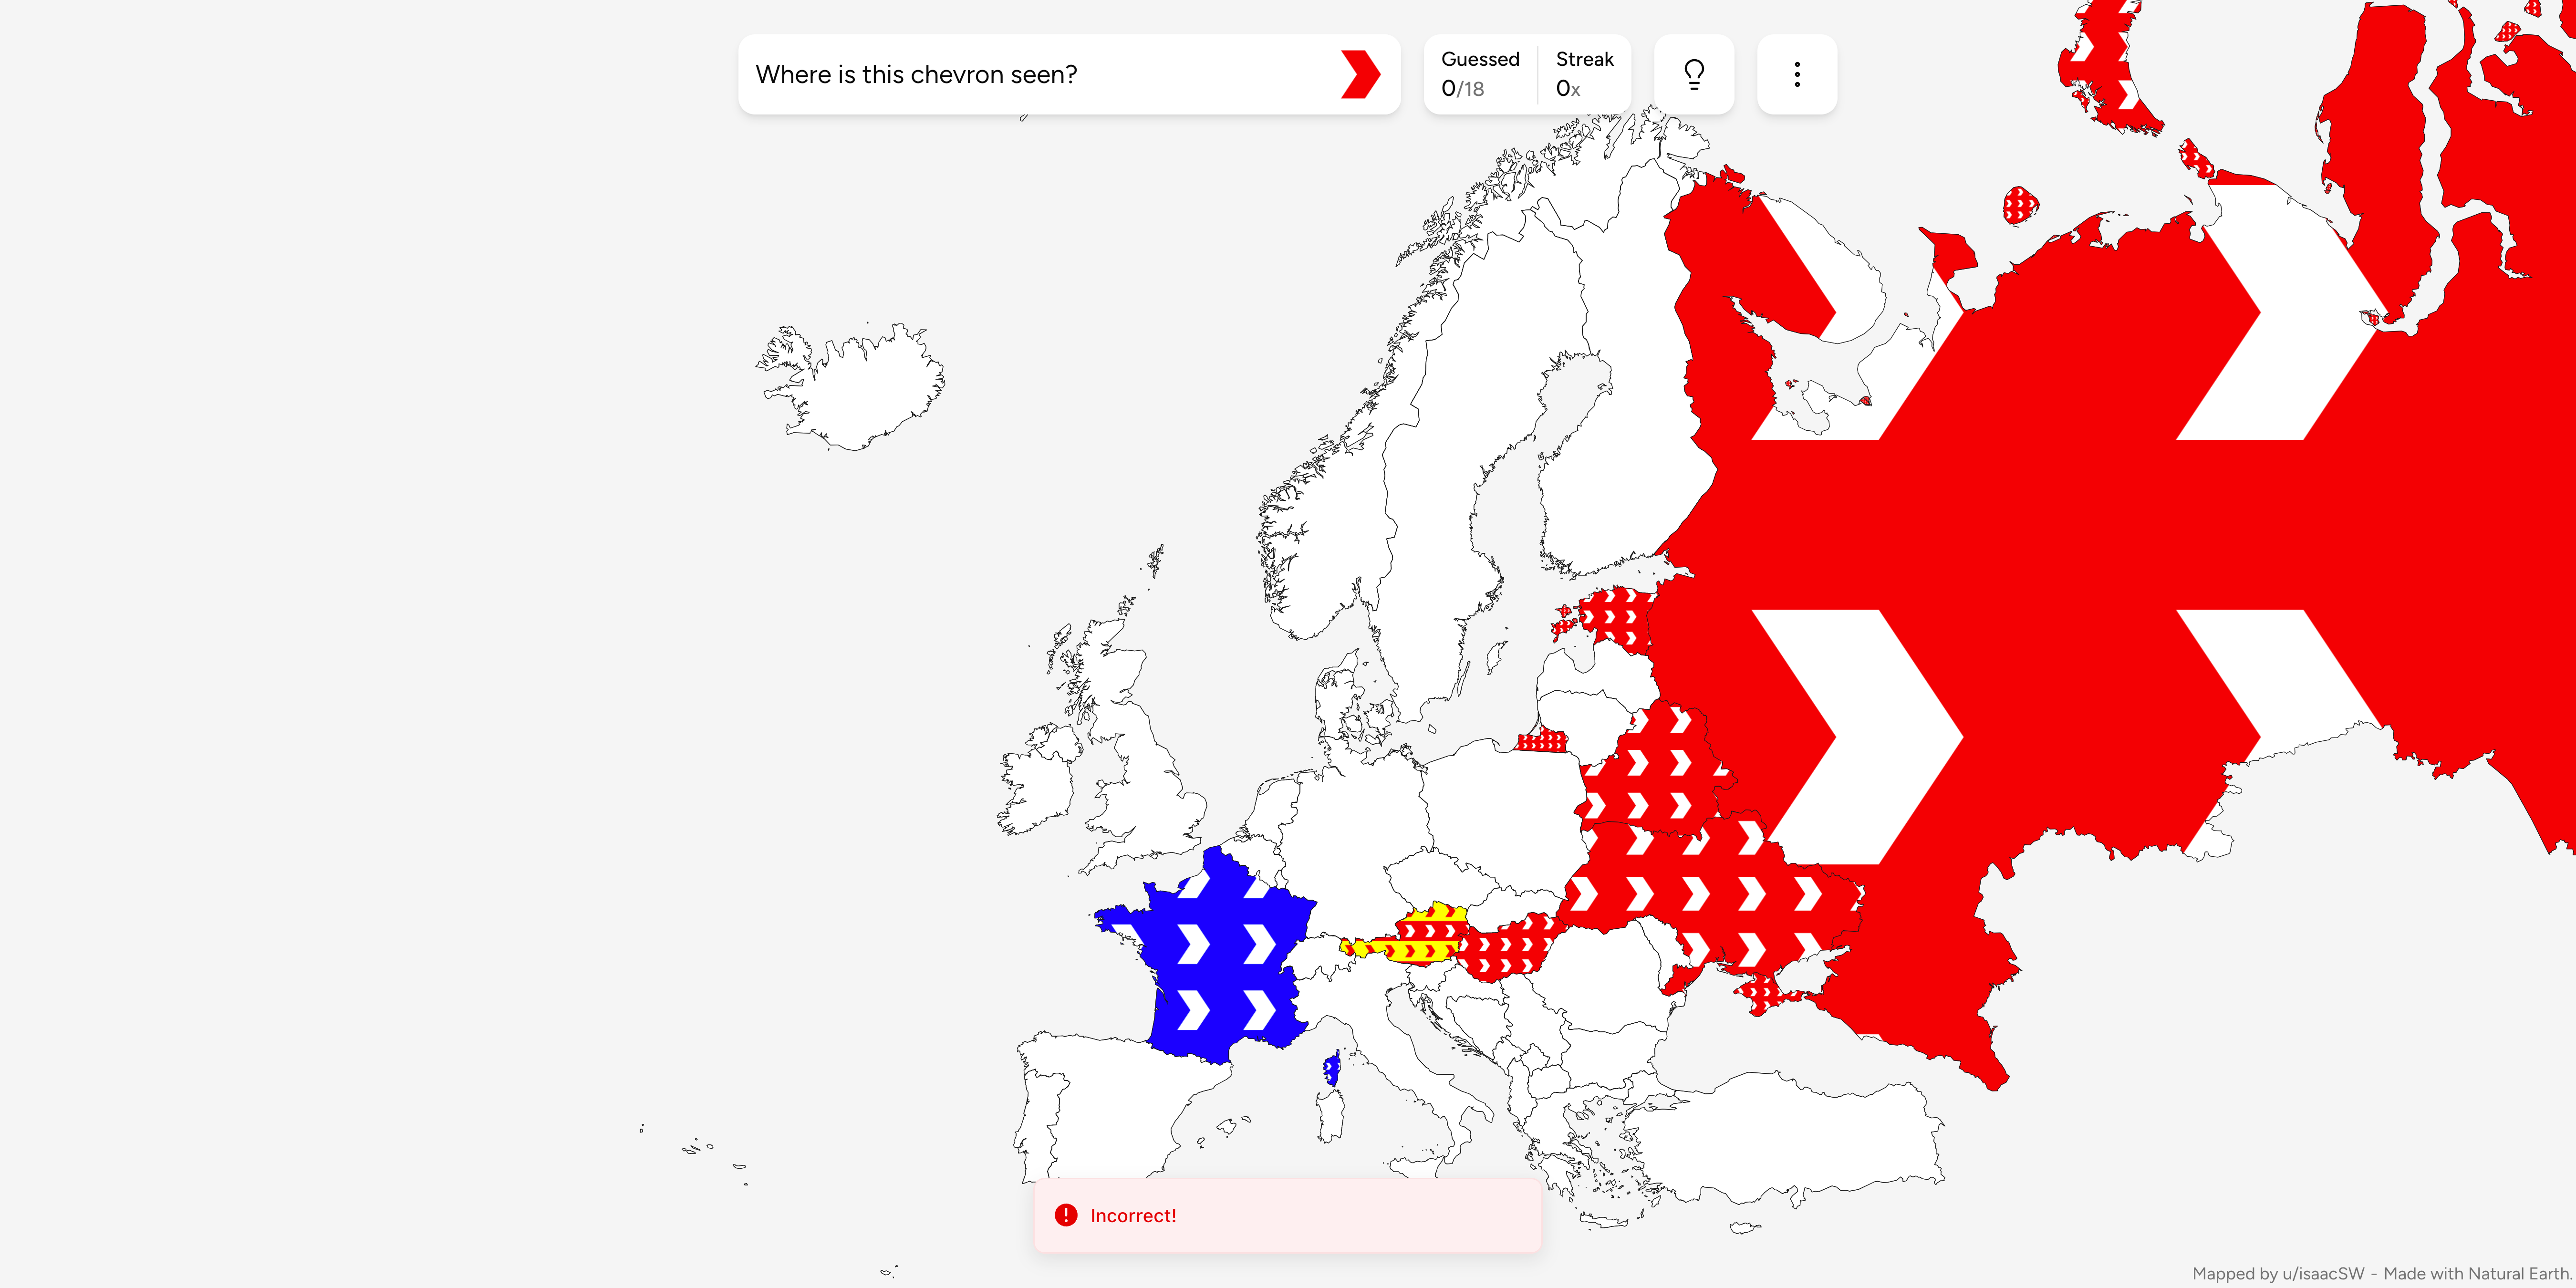 Where is this chevron seen?
Guessed
0/18
Streak
0x
Incorrect!
Mapped by u/isaacSW - Made with Natural Earth.